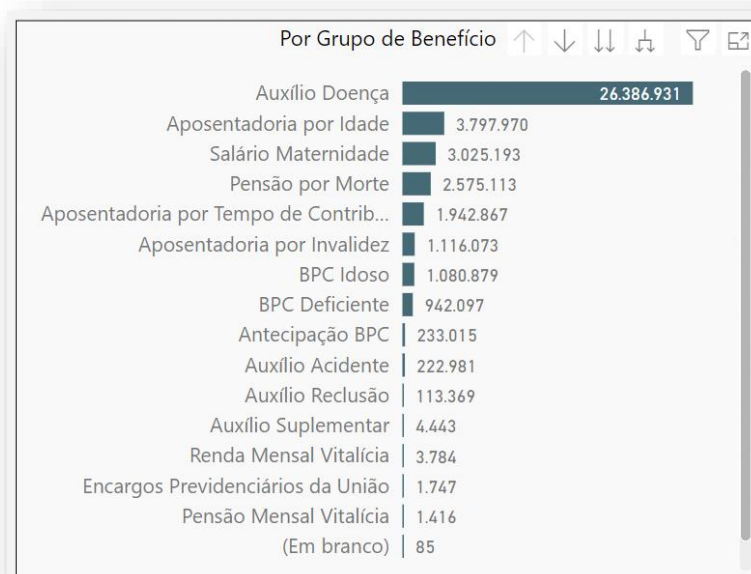 Por Grupo de Benefício
Auxílio Doença 26.386.931
Aposentadoria por Idade 3.797.970
Salário Maternidade 3.025.193
Pensão por Morte 2.575.113
Aposentadoria por Tempo de Contrib... 1.942.867
Aposentadoria por Invalidez 1.116.073
BPC Idoso 1.080.879
BPC Deficiente 942.097
Antecipação BPC 233.015
Auxílio Acidente 222.981
Auxílio Reclusão 113.369
Auxílio Suplementar 4.443
Renda Mensal Vitalícia 3.784
Encargos Previdenciários da União 1.747
Pensão Mensal Vitalícia 1.416
(Em branco) 85